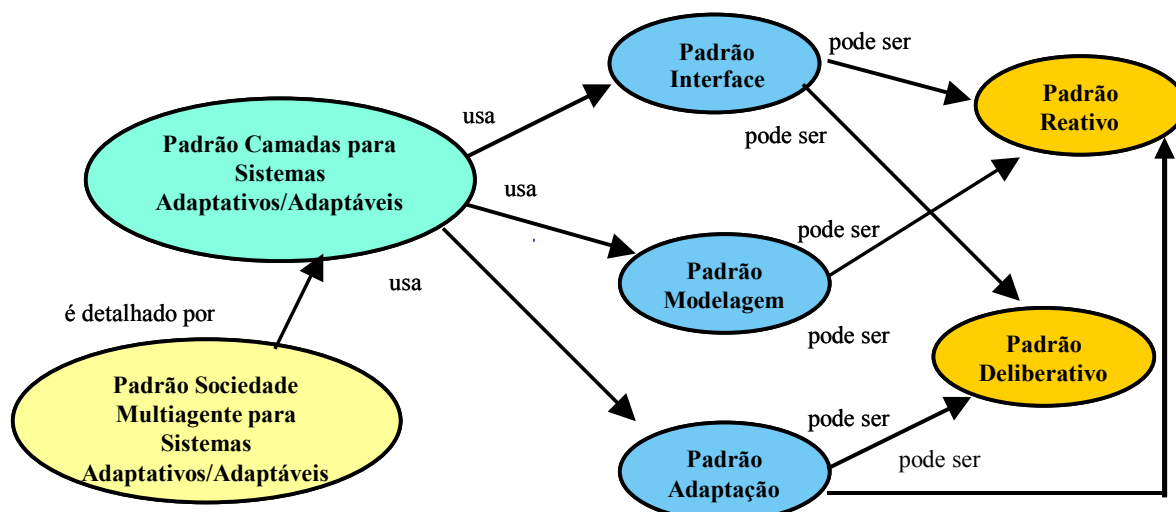 Padrão Camadas para
Sistemas
Adaptativos/Adaptáveis
é detalhado por
Padrão Sociedade
Multiagente para
Sistemas
Adaptativos/Adaptáveis
usa
usa
usa
Padrão
Interface
Padrão
Modelagem
Padrão
Adaptação
pode ser
pode ser
pode ser
pode ser
pode ser
pode ser
Padrão
Reativo
Padrão
Deliberativo